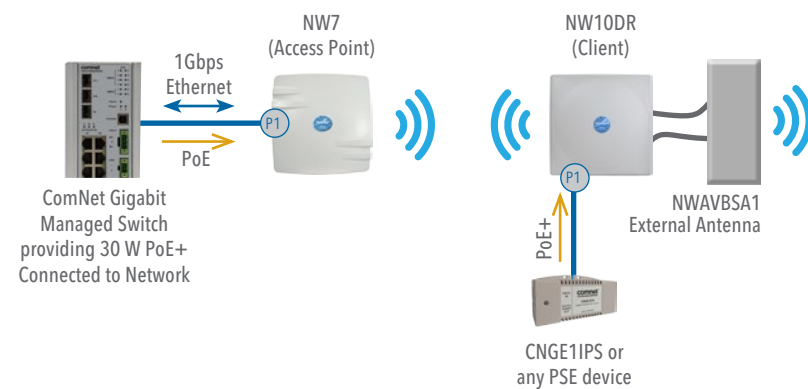 NW7
(Access Point)
NW10DR
(Client)
1Gbps
Ethernet
P1
PoE
P1
PoE+
ComNet Gigabit
Managed Switch
providing 30 W PoE+
Connected to Network
NWAVBSA1
External Antenna
comnet
CNGE1IPS or
any PSE device